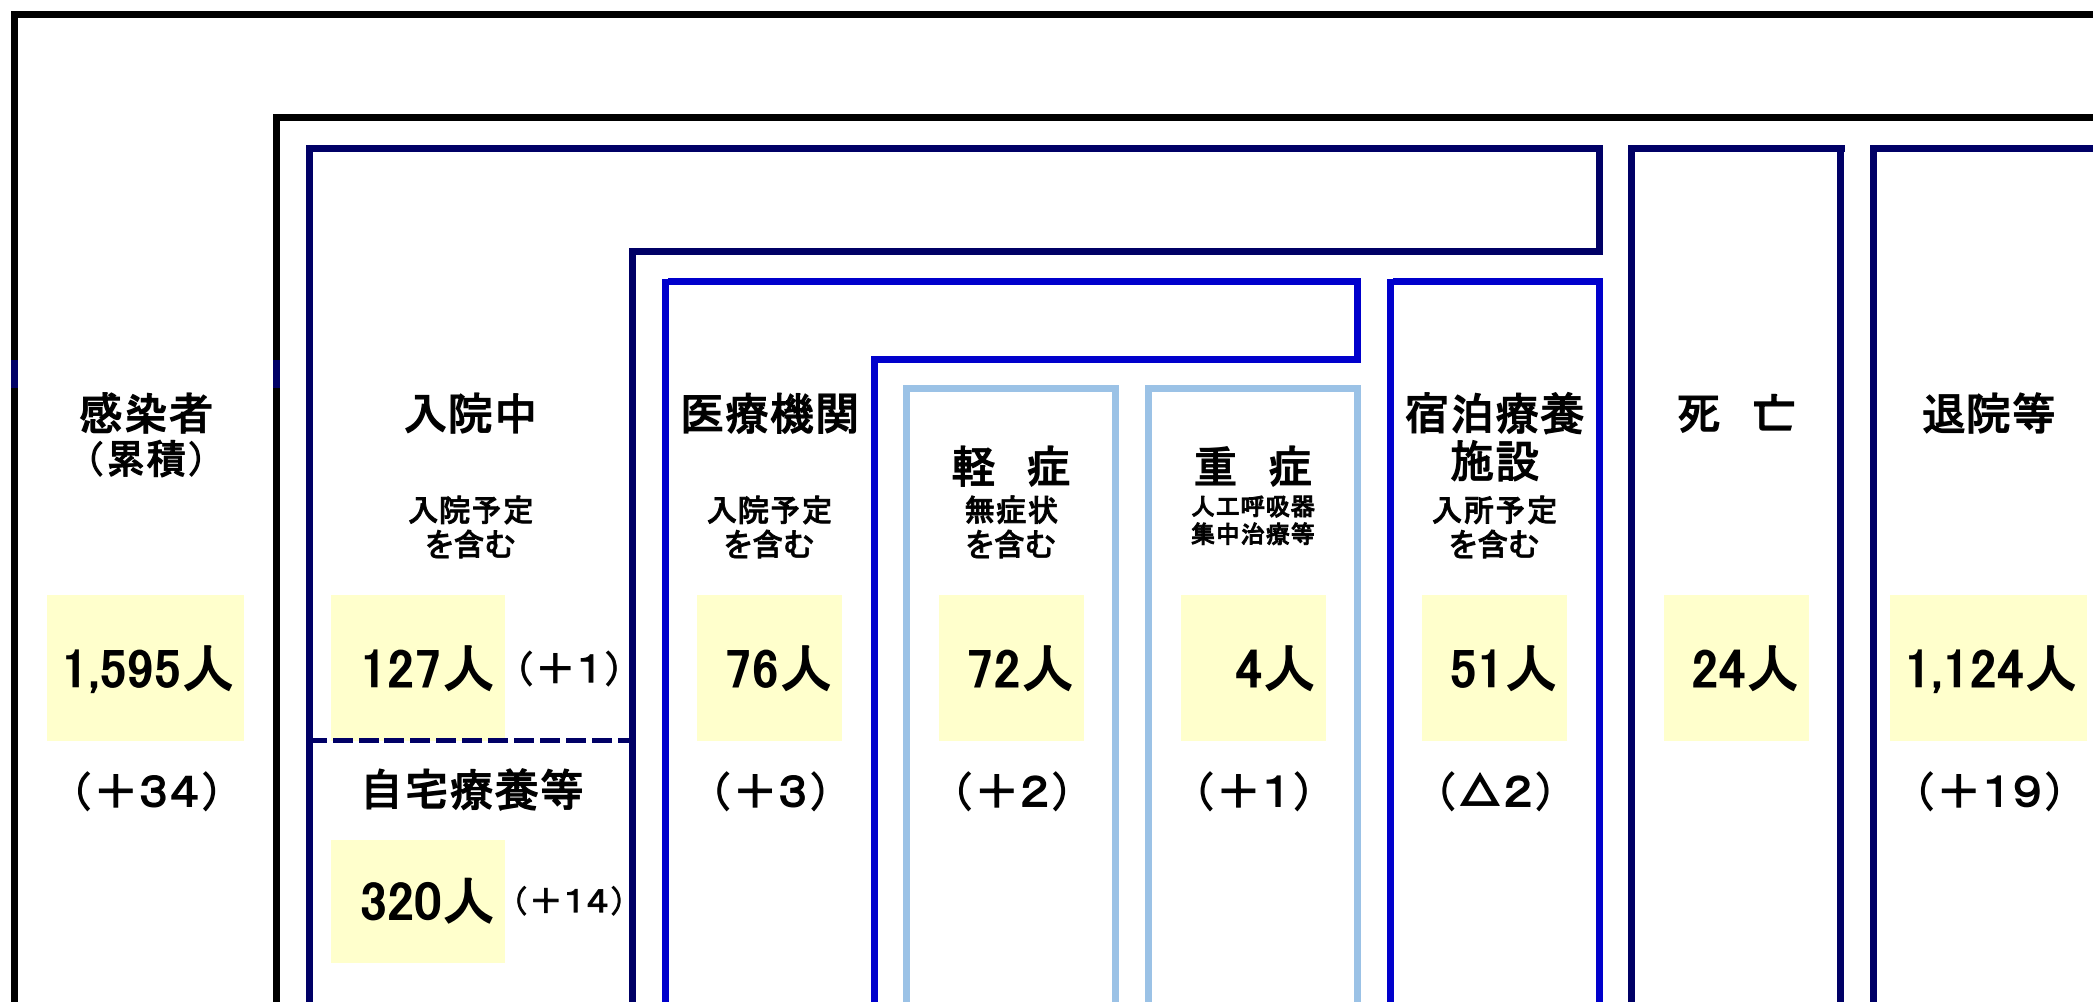 感染者
（累積）
1,595人
（＋34）
入院中
入院予定
を含む
127人 （＋1）
自宅療養等
320人 （＋14）
医療機関
入院予定
を含む
76人
（＋3）
軽　症
無症状
を含む
72人
（＋2）
重　症
人工呼吸器
集中治療等
4人
（＋1）
宿泊療養
施設
入所予定
を含む
51人
（△2）
死　亡
24人
退院等
1,124人
（＋19）